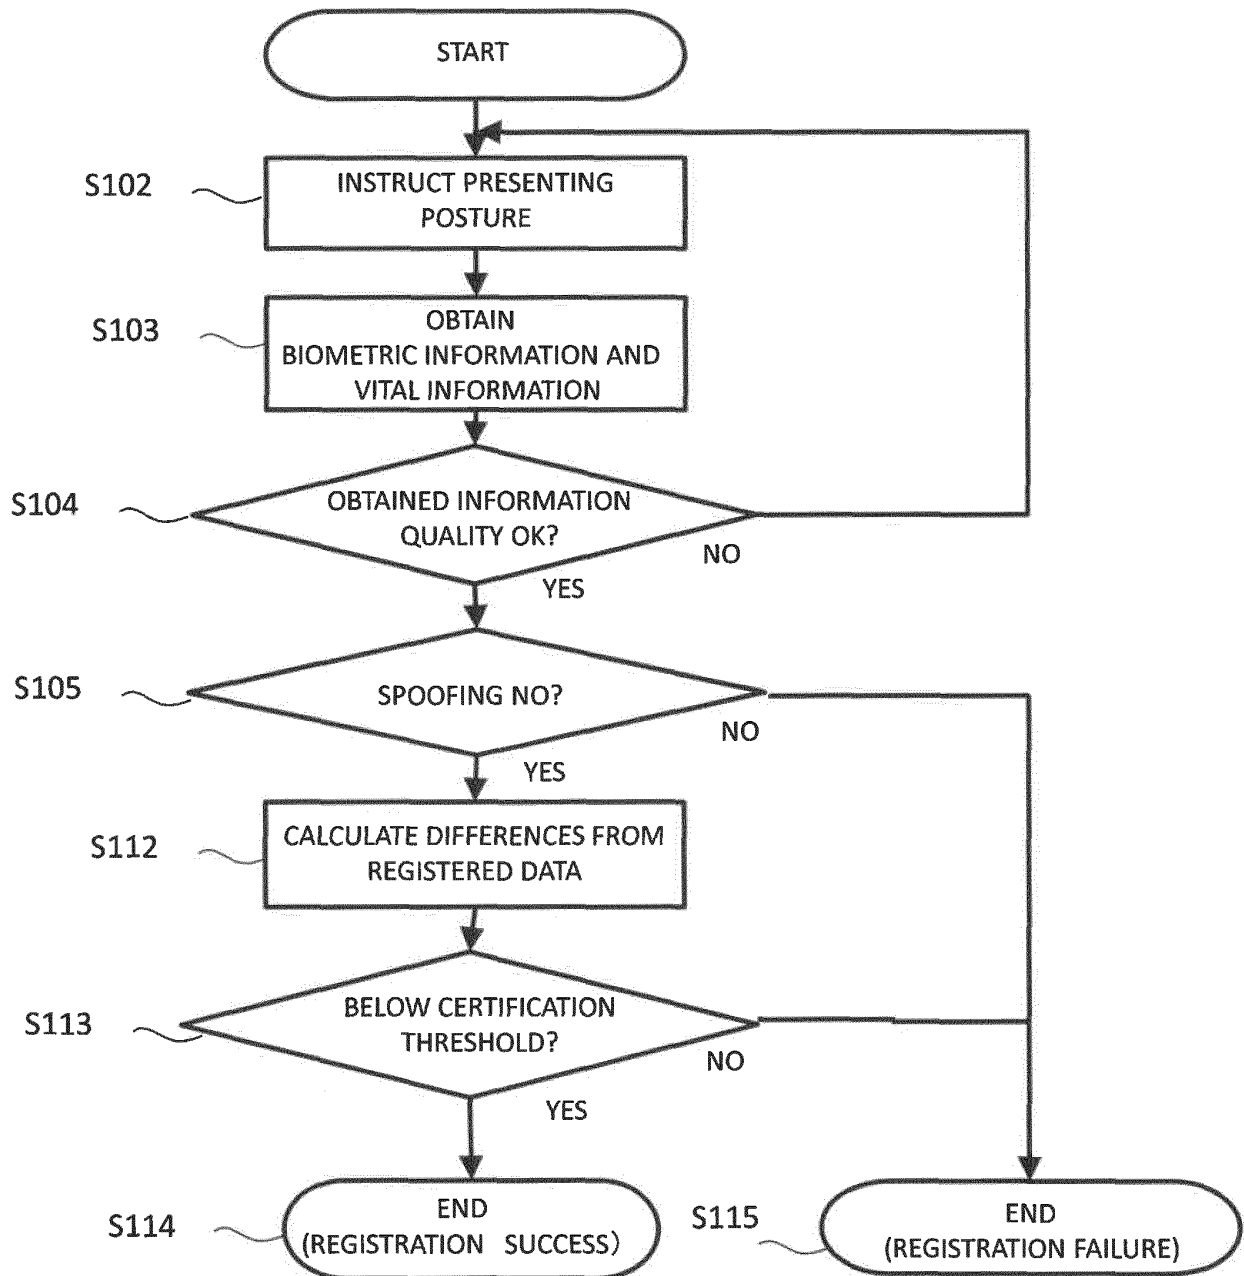 START
S102
INSTRUCT PRESENTING
POSTURE
S103
OBTAIN
BIOMETRIC INFORMATION AND
VITAL INFORMATION
S104
OBTAINED INFORMATION
QUALITY OK?
NO
YES
S105
SPOOFING NO?
NO
YES
S112
CALCULATE DIFFERENCES FROM
REGISTERED DATA
S113
BELOW CERTIFICATION
THRESHOLD?
NO
YES
S114
END
(REGISTRATION SUCCESS)
S115
END
(REGISTRATION FAILURE)